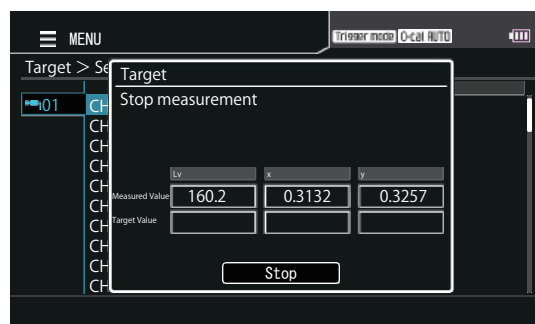 MENU
Trigger mode 0-cal AUTO
Target > Se
Target
Stop measurement
01
CH
CH
CH
CH
CH
CH
CH
CH
CH
CH
Lv x y
Measured Value 160.2 0.3132 0.3257
Target Value
Stop